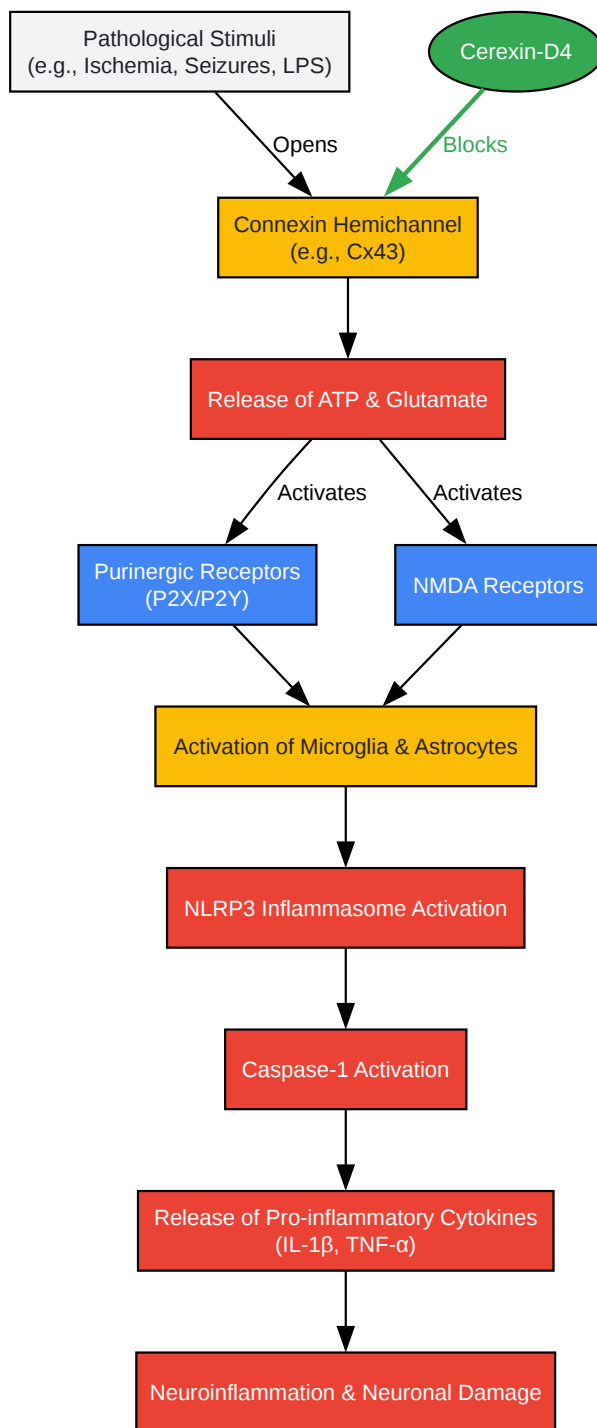 Pathological Stimuli
(e.g., Ischemia, Seizures, LPS)
Cerexin-D4
Opens
Blocks
Connexin Hemichannel
(e.g., Cx43)
Release of ATP & Glutamate
Activates
Activates
Purinergic Receptors
(P2X/P2Y)
NMDA Receptors
Activation of Microglia & Astrocytes
NLRP3 Inflammasome Activation
Caspase-1 Activation
Release of Pro-inflammatory Cytokines
(IL-1β, TNF-α)
Neuroinflammation & Neuronal Damage